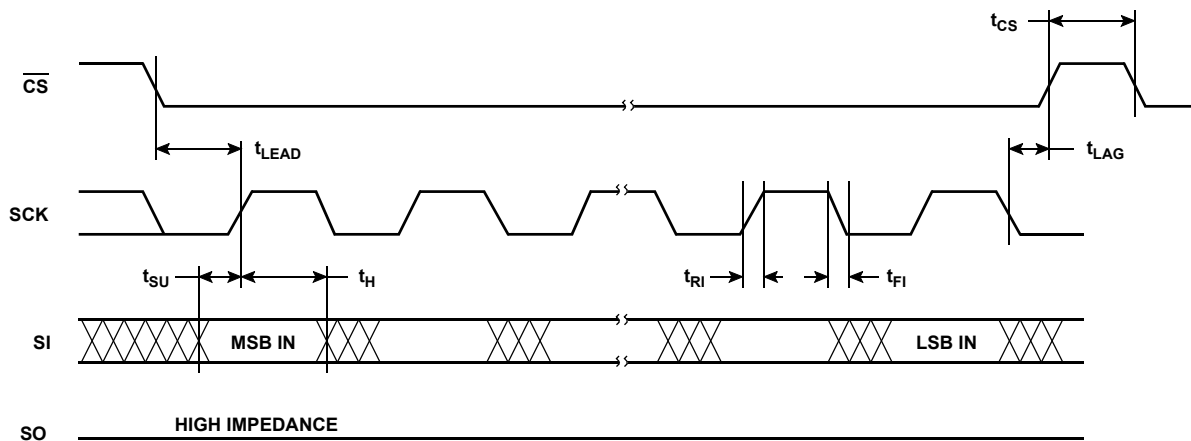 tCS
CS
tLEAD
tLAG
SCK
tSU
tH
tRI
tFI
SI
MSB IN
LSB IN
HIGH IMPEDANCE
SO